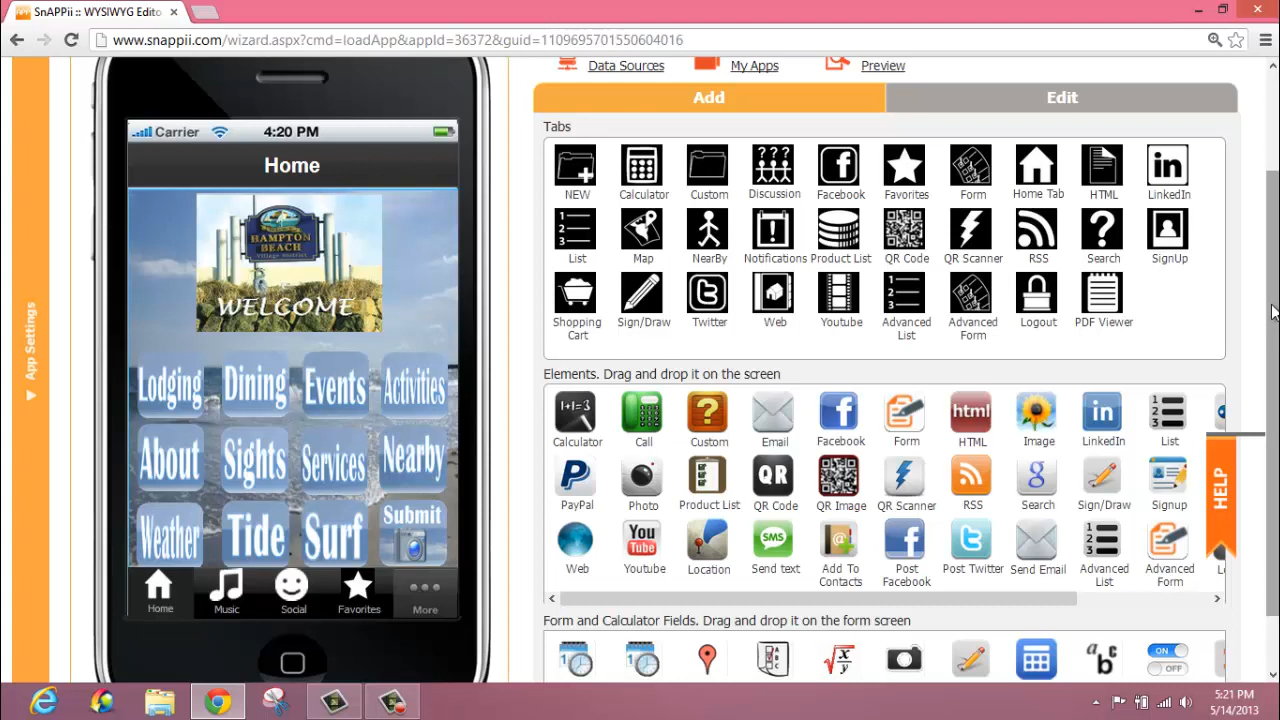 SnAPPii :: WYSIWYG Edito
www.snappii.com/wizard.aspx?cmd=loadApp&appId=36372&guid=1109695701550604016
Data Sources My Apps Preview
Add Edit
App Settings
Carrier 4:20 PM
Home
HAMPTON
BEACH
Village District
WELCOME
Lodging Dining Events Activities
About Sights Services Nearby
Weather Tide Surf Submit
Home Music Social Favorites More
Tabs
NEW Calculator Custom Discussion Facebook Favorites Form Home Tab HTML LinkedIn
List Map NearBy Notifications Product List QR Code QR Scanner RSS Search SignUp
Shopping Cart Sign/Draw Twitter Web Youtube Advanced List Advanced Form Logout PDF Viewer
Elements. Drag and drop it on the screen
Calculator Call Custom Email Facebook Form HTML Image LinkedIn List
PayPal Photo Product List QR Code QR Image QR Scanner RSS Search Sign/Draw Signup
Web Youtube Location Send text Add To Contacts Post Facebook Post Twitter Send Email Advanced List Advanced Form
HELP
Form and Calculator Fields. Drag and drop it on the form screen
ON
OFF
5:21 PM
5/14/2013